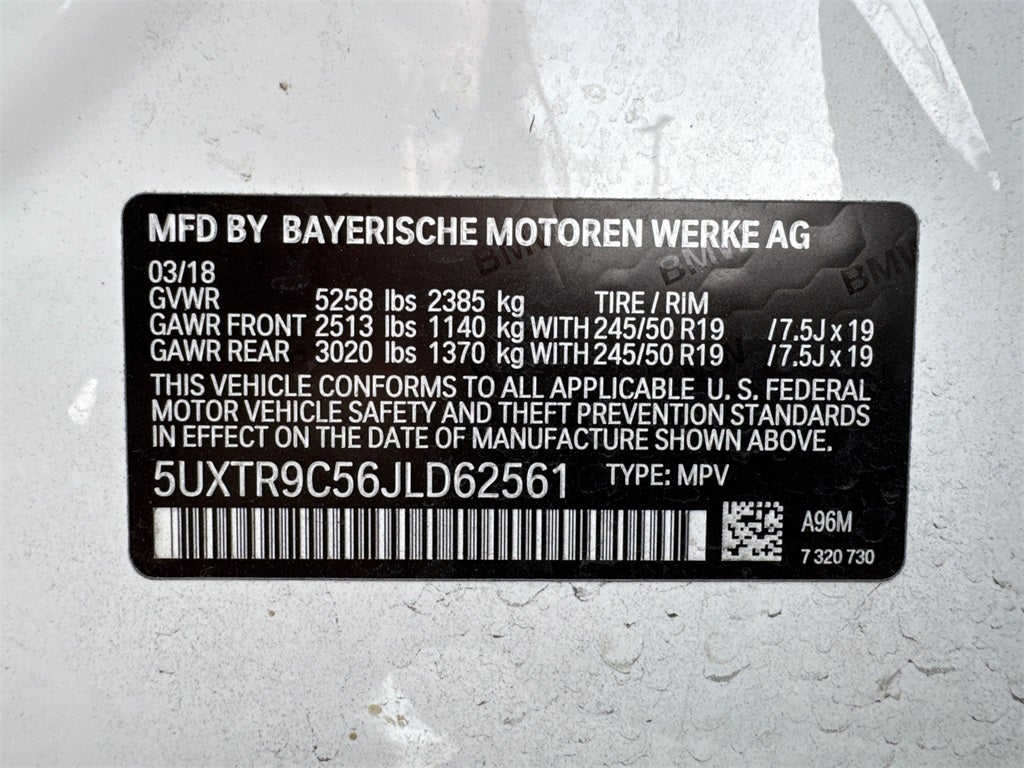 MFD BY BAYERISCHE MOTOREN WERKE AG
03/18
GVWR 5258 lbs 2385 kg TIRE / RIM
GAWR FRONT 2513 lbs 1140 kg WITH 245/50 R19 / 7.5J x 19
GAWR REAR 3020 lbs 1370 kg WITH 245/50 R19 / 7.5J x 19
THIS VEHICLE CONFORMS TO ALL APPLICABLE U. S. FEDERAL
MOTOR VEHICLE SAFETY AND THEFT PREVENTION STANDARDS
IN EFFECT ON THE DATE OF MANUFACTURE SHOWN ABOVE.
5UXTR9C56JLD62561 TYPE: MPV
A96M
7 320 730
BMW
BMW
BMW